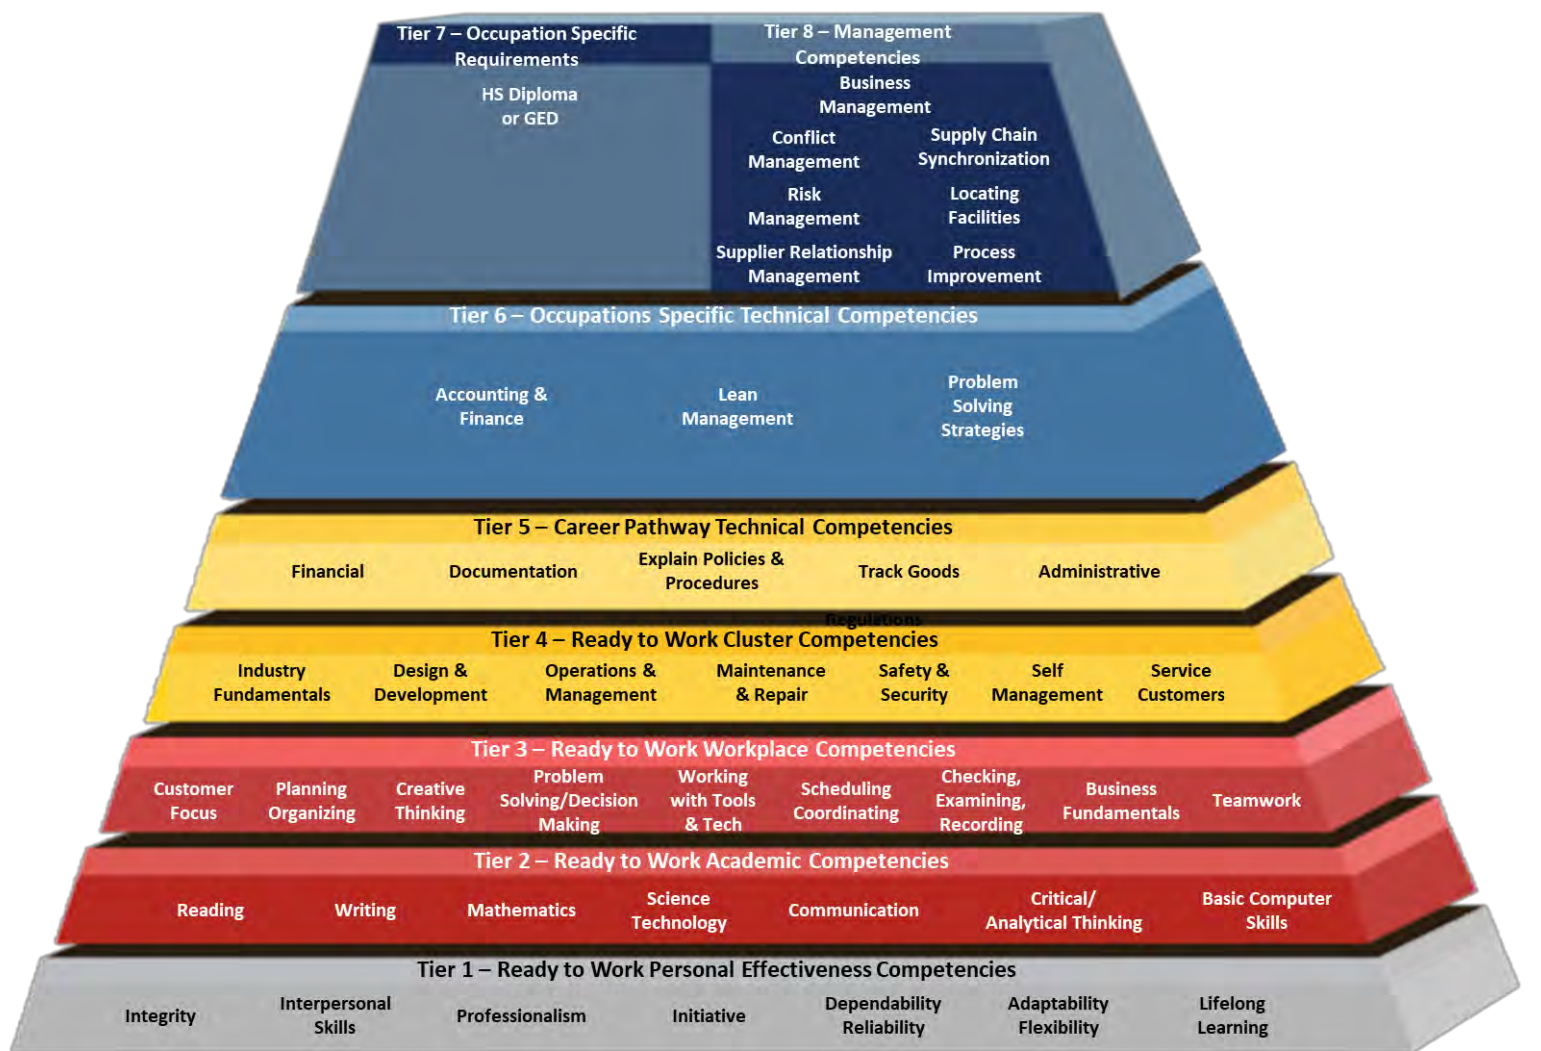 Tier 7 – Occupation Specific
Requirements
HS Diploma
or GED
Tier 8 – Management
Competencies
Business
Management
Conflict
Management
Supply Chain
Synchronization
Risk
Management
Locating
Facilities
Supplier Relationship
Management
Process
Improvement
Tier 6 – Occupations Specific Technical Competencies
Accounting &
Finance
Lean
Management
Problem
Solving
Strategies
Tier 5 – Career Pathway Technical Competencies
Financial
Documentation
Explain Policies &
Procedures
Track Goods
Administrative
Regulations
Tier 4 – Ready to Work Cluster Competencies
Industry
Fundamentals
Design &
Development
Operations &
Management
Maintenance
& Repair
Safety &
Security
Self
Management
Service
Customers
Tier 3 – Ready to Work Workplace Competencies
Customer
Focus
Planning
Organizing
Creative
Thinking
Problem
Solving/Decision
Making
Working
with Tools
& Tech
Scheduling
Coordinating
Checking,
Examining,
Recording
Business
Fundamentals
Teamwork
Tier 2 – Ready to Work Academic Competencies
Reading
Writing
Mathematics
Science
Technology
Communication
Critical/
Analytical Thinking
Basic Computer
Skills
Tier 1 – Ready to Work Personal Effectiveness Competencies
Integrity
Interpersonal
Skills
Professionalism
Initiative
Dependability
Reliability
Adaptability
Flexibility
Lifelong
Learning